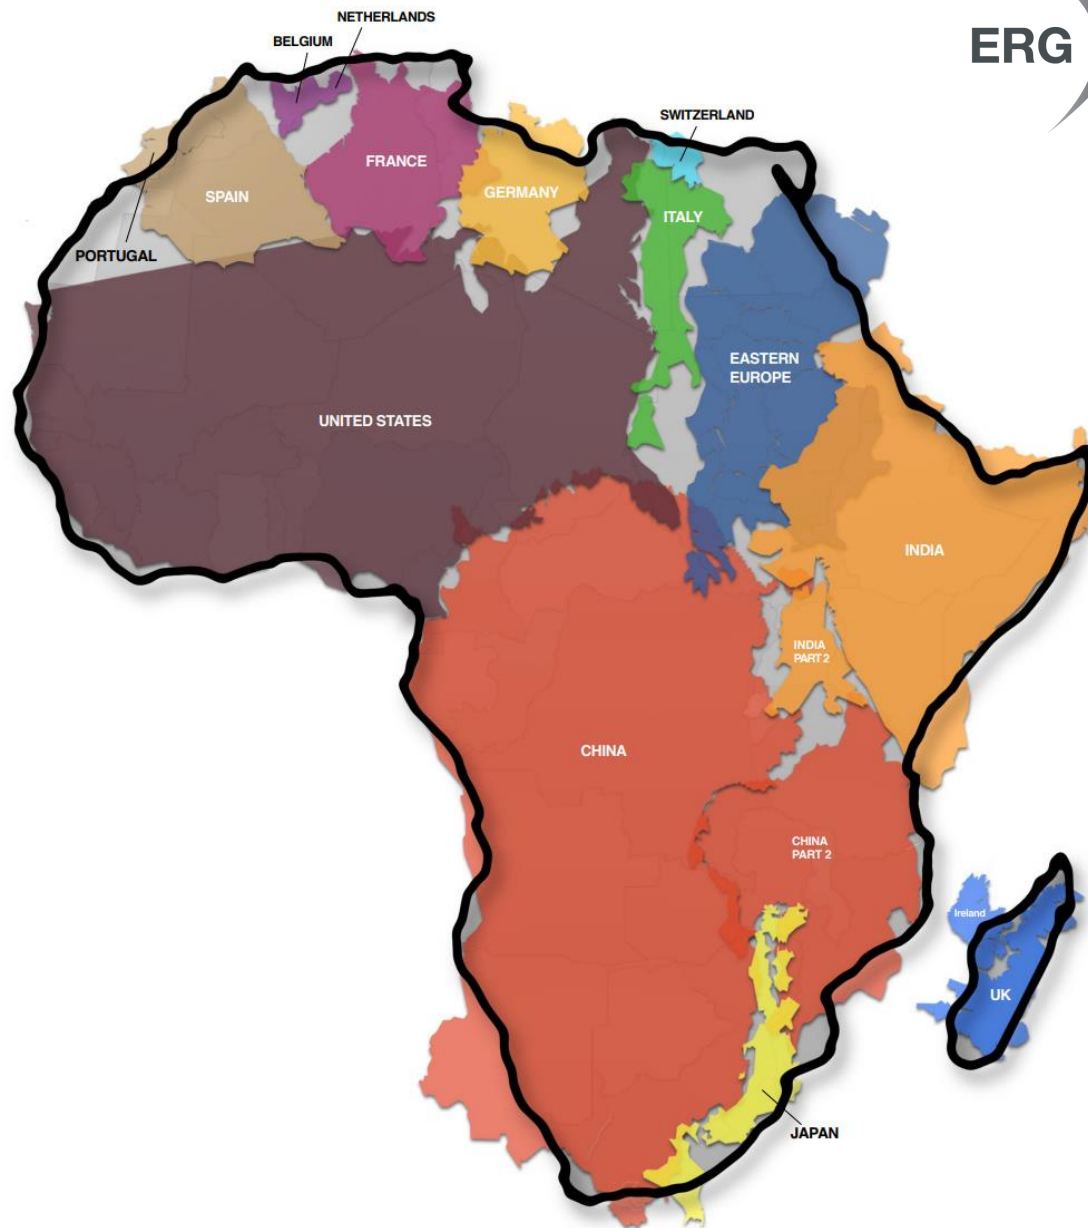 ERG
NETHERLANDS
BELGIUM
SWITZERLAND
FRANCE
GERMANY
SPAIN
ITALY
PORTUGAL
EASTERN
EUROPE
UNITED STATES
INDIA
INDIA
PART 2
CHINA
CHINA
PART 2
Ireland
UK
JAPAN